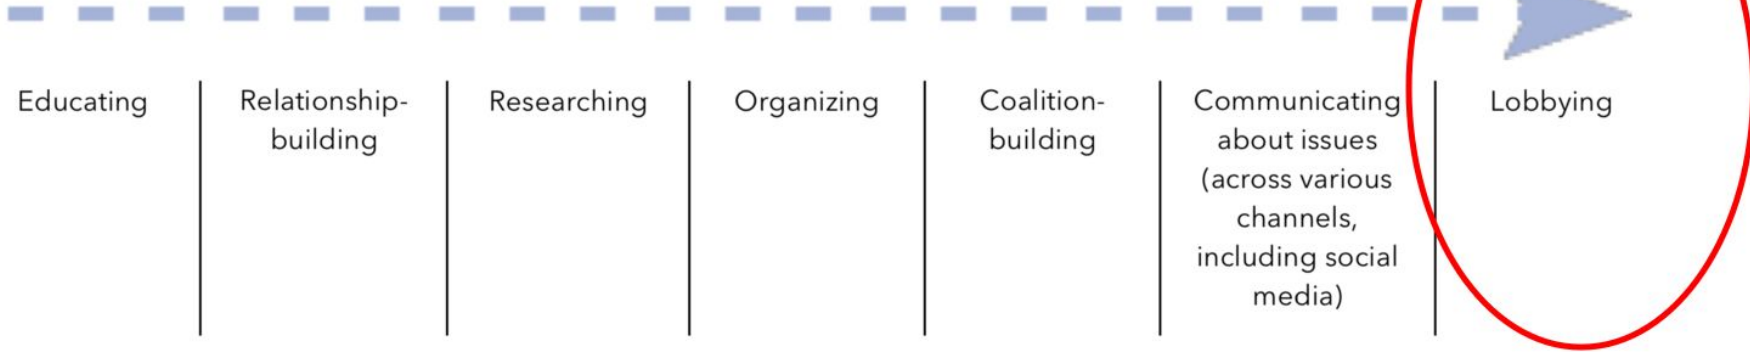 Educating
Relationship-
building
Researching
Organizing
Coalition-
building
Communicating
about issues
(across various
channels,
including social
media)
Lobbying